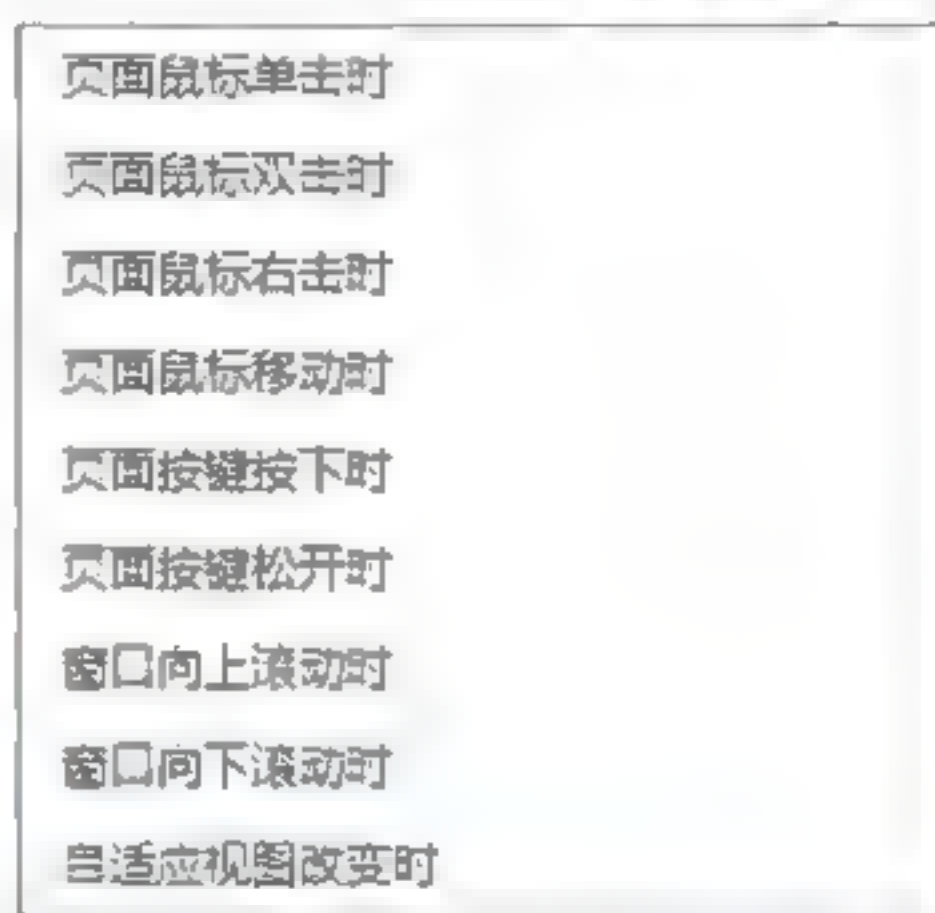 页面鼠标单击时
页面鼠标双击时
页面鼠标右击时
页面鼠标移动时
页面按键按下时
页面按键松开时
窗口向上滚动时
窗口向下滚动时
自适应视图改变时